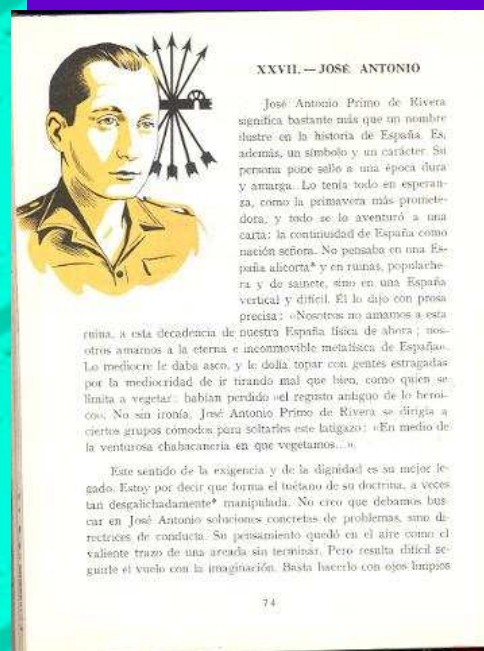 XXVII. — JOSÉ ANTONIO
José Antonio Primo de Rivera
significa bastante más que un nombre
ilustre en la historia de España. Es,
además, un símbolo y un carácter. Su
persona pone sello a una época dura
y amarga. Lo tenía todo en esperan-
za, como la primavera más promete-
dora, y todo se lo aventuró a una
carta: la continuidad de España como
nación señora. No pensaba en una Es-
paña alicorta* y en ruinas, populache-
ra y de sainete, sino en una España
vertical y difícil. Él lo dijo con prosa
precisa: «Nosotros no amamos a esta
ruina, a esta decadencia de nuestra España física de ahora; nos-
otros amamos a la eterna e inconmovible metafísica de España».
Lo mediocre le daba asco, y le dolía topar con gentes estragadas
por la mediocridad de ir tirando mal que bien, como quien se
limita a vegetar: habían perdido «el regusto antiguo de lo heroi-
co». No sin ironía, José Antonio Primo de Rivera se dirigía a
ciertos grupos cómodos para soltarles este latigazo: «En medio de
la venturosa chabacanería en que vegetamos...».
Este sentido de la exigencia y de la dignidad es su mejor le-
gado. Estoy por decir que forma el tuétano de su doctrina, a veces
tan desgalichadamente* manipulada. No creo que debamos bus-
car en José Antonio soluciones concretas de problemas, sino di-
rectrices de conducta. Su pensamiento quedó en el aire como el
valiente trazo de una arcada sin terminar. Pero resulta difícil se-
guirle el vuelo con la imaginación. Basta hacerlo con ojos limpios
74